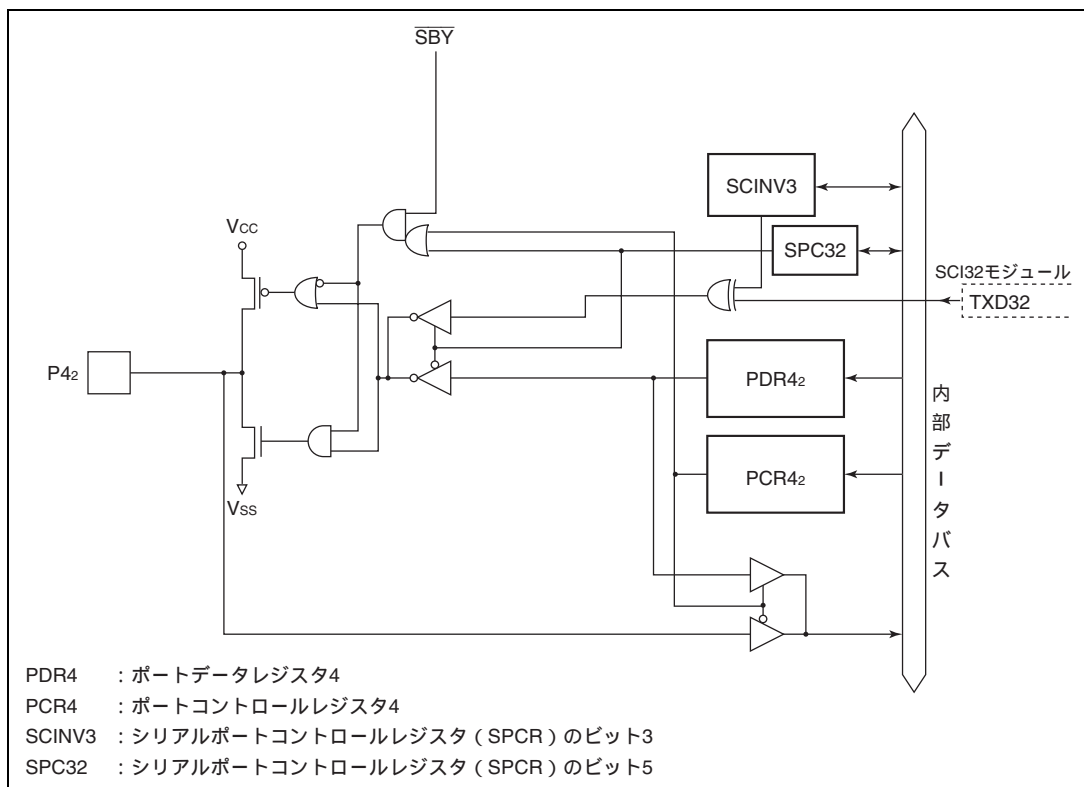 SBY
SCINV3
VCC
SPC32
SCI32モジュール
TXD32
P42
PDR42
内部データバス
PCR42
VSS
PDR4 :ポートデータレジスタ4
PCR4 :ポートコントロールレジスタ4
SCINV3 :シリアルポートコントロールレジスタ(SPCR)のビット3
SPC32 :シリアルポートコントロールレジスタ(SPCR)のビット5